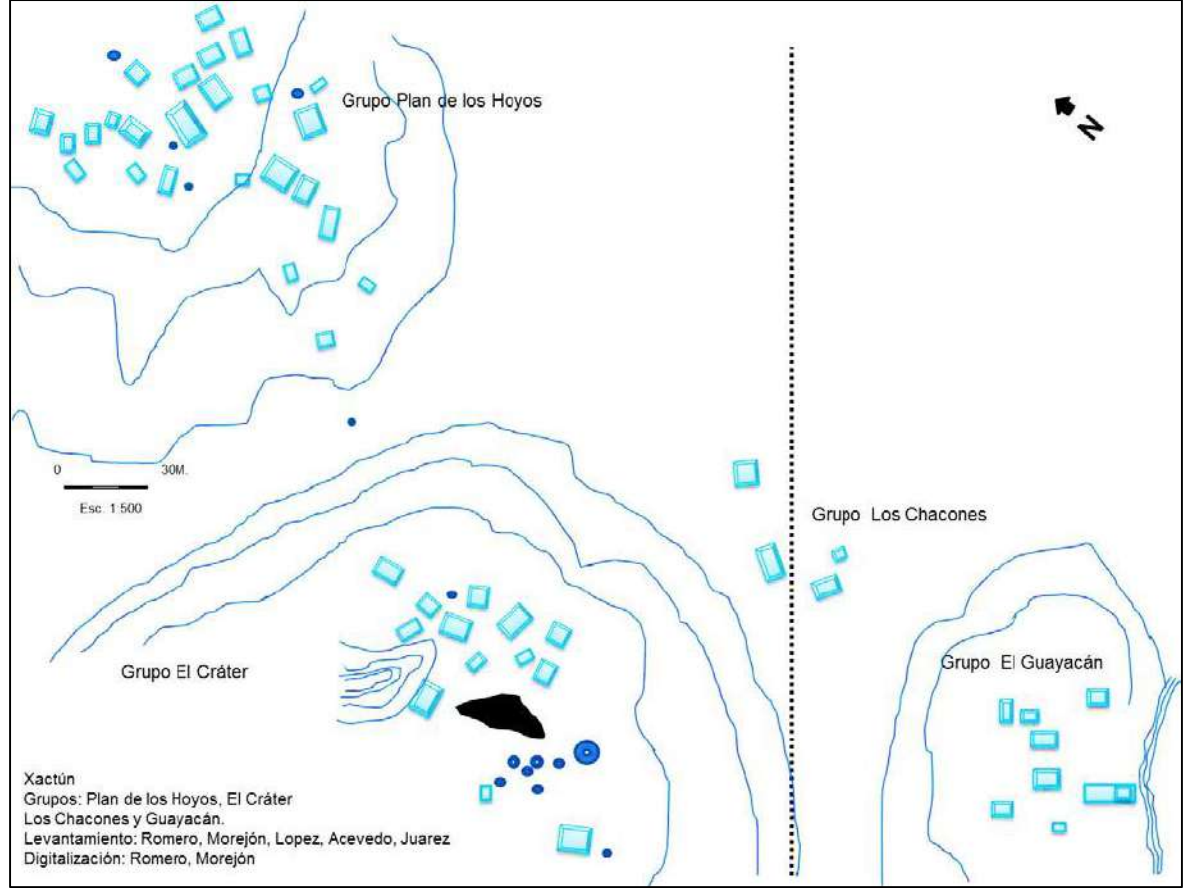 Grupo Plan de los Hoyos
N
0 30M.
Esc. 1:500
Grupo Los Chacones
Grupo El Cráter
Grupo El Guayacán
Xactún
Grupos: Plan de los Hoyos, El Cráter
Los Chacones y Guayacán.
Levantamiento: Romero, Morejón, Lopez, Acevedo, Juarez
Digitalización: Romero, Morejón